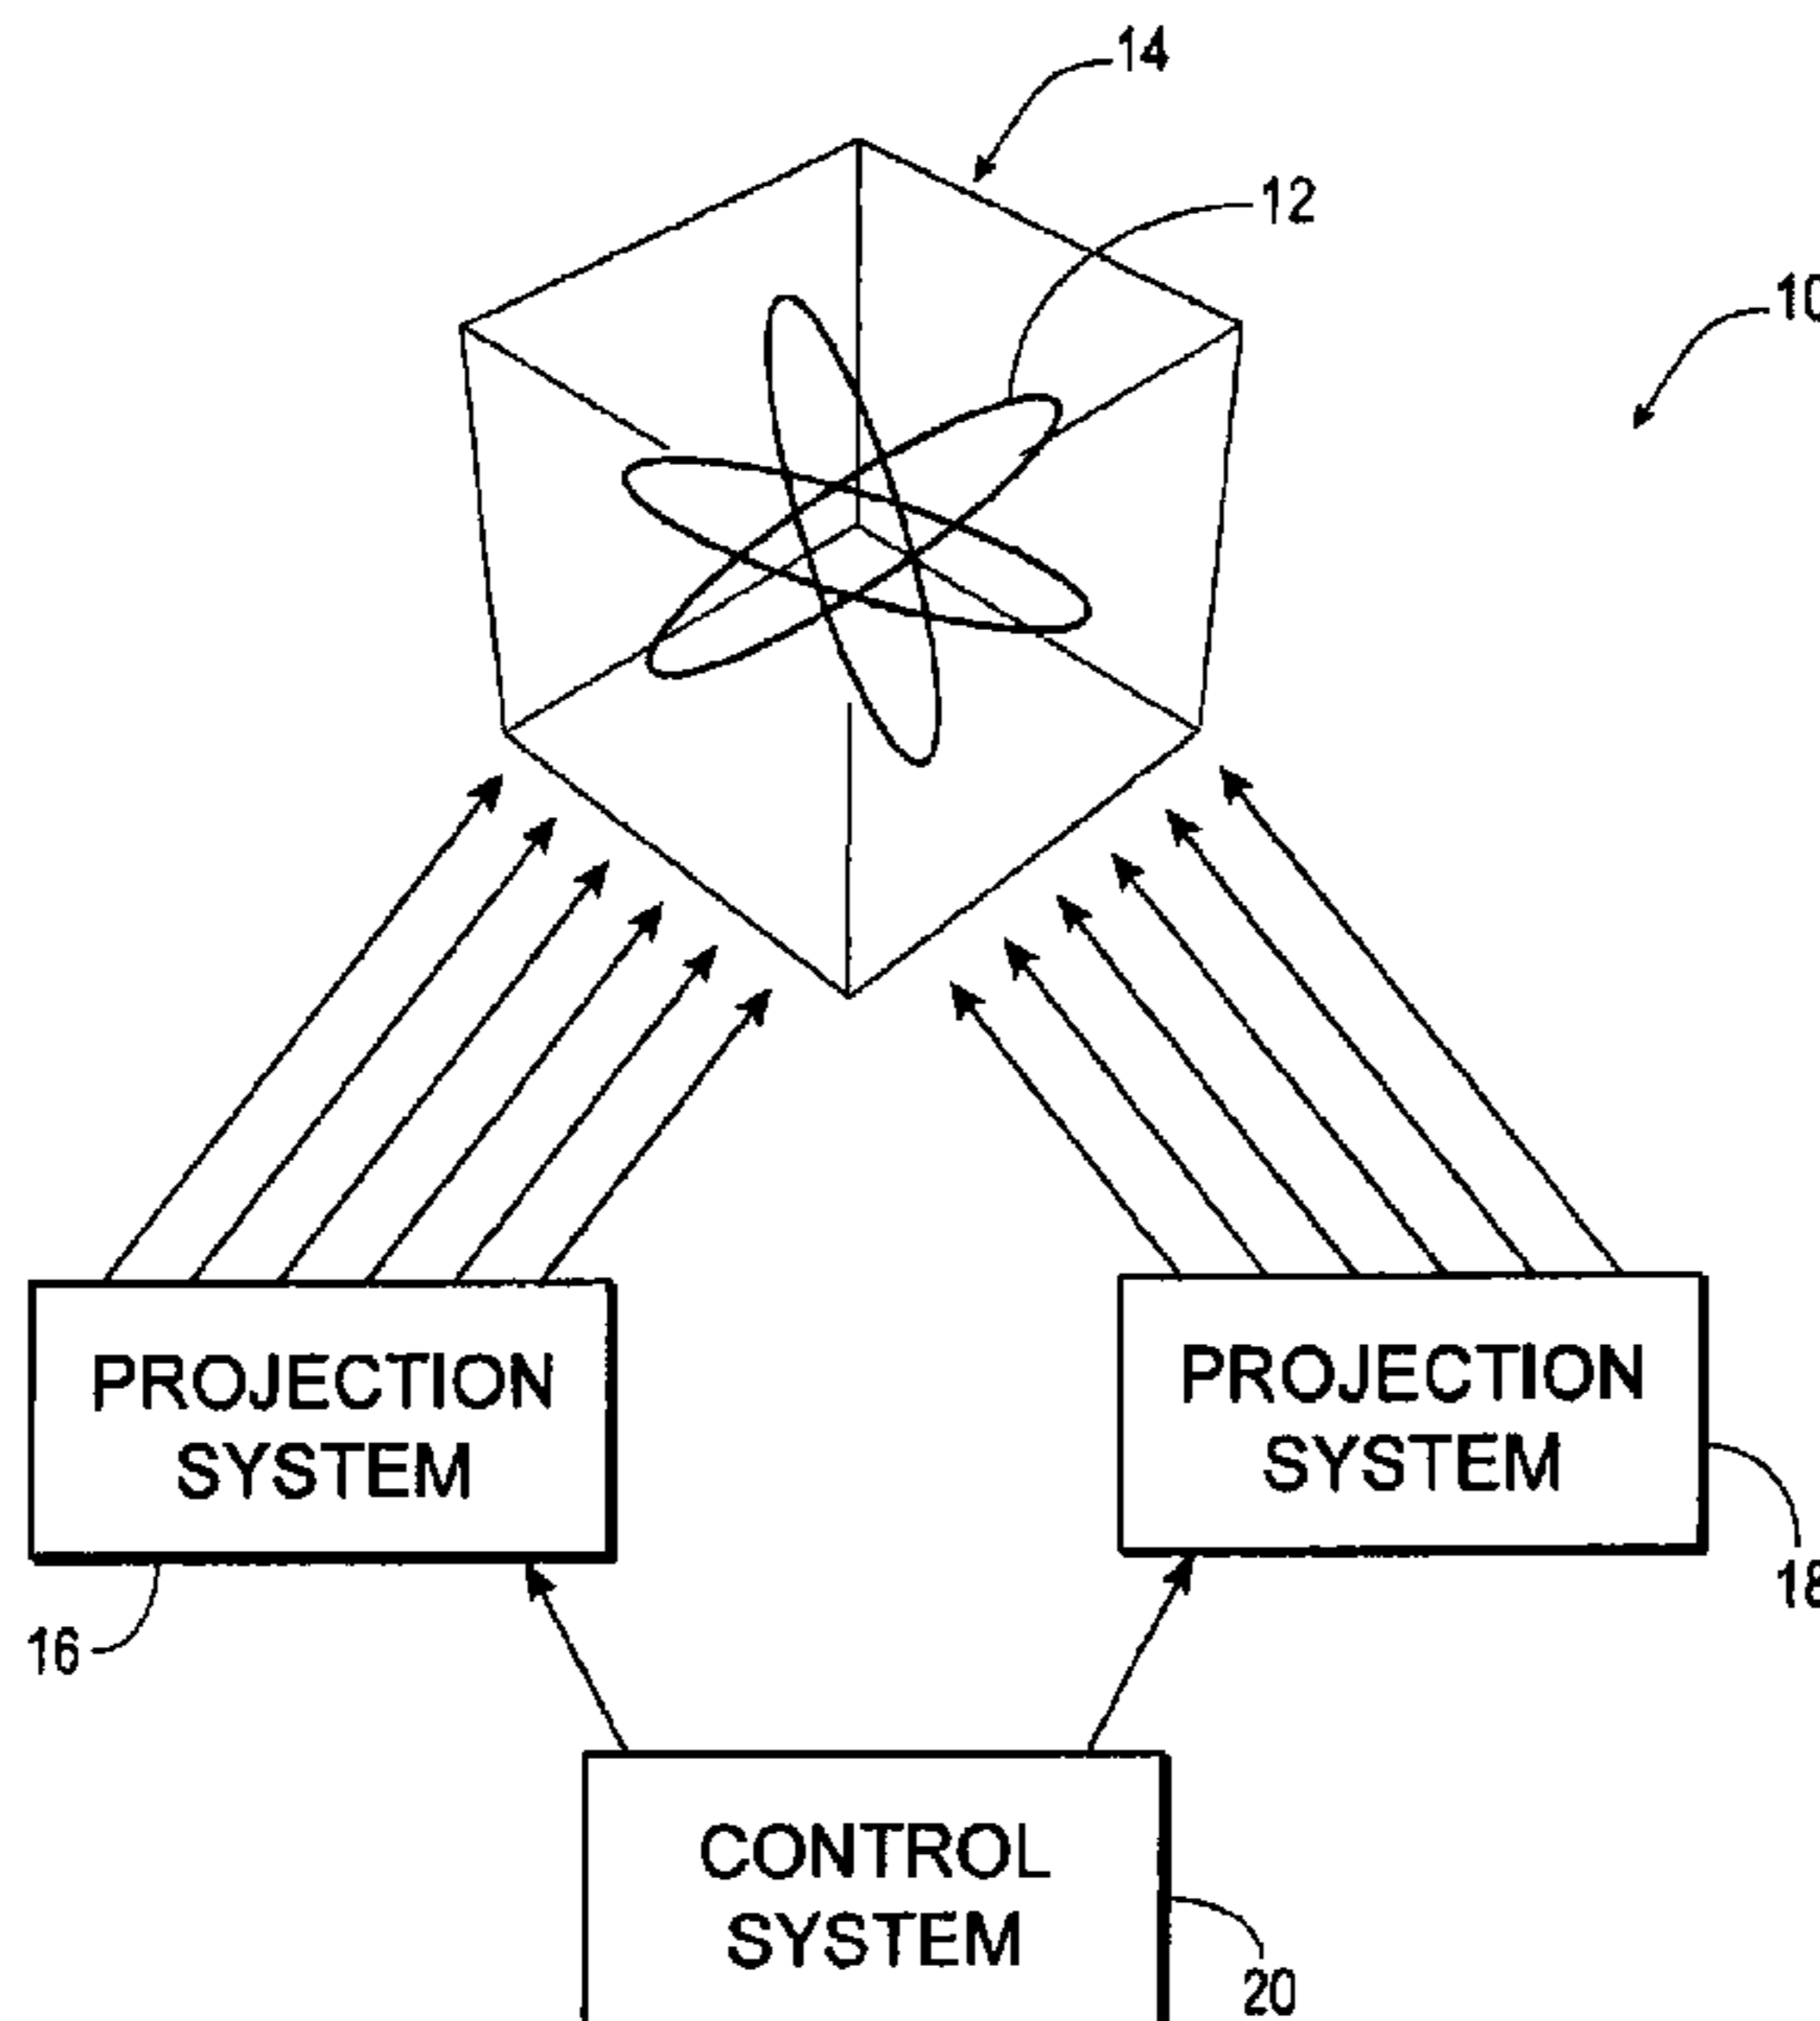 14
12
10
PROJECTION
SYSTEM
PROJECTION
SYSTEM
18
16
CONTROL
SYSTEM
20